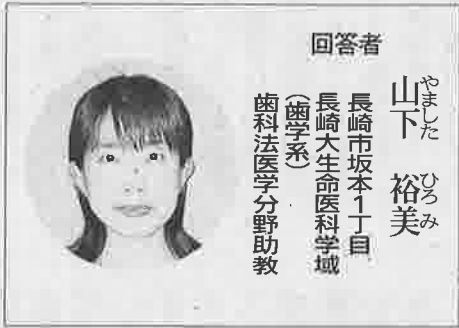 回答者
やました ひろみ
山下 裕美
長崎市坂本1丁目
長崎大生命医科学域
(歯学系)
歯科法医学分野助教